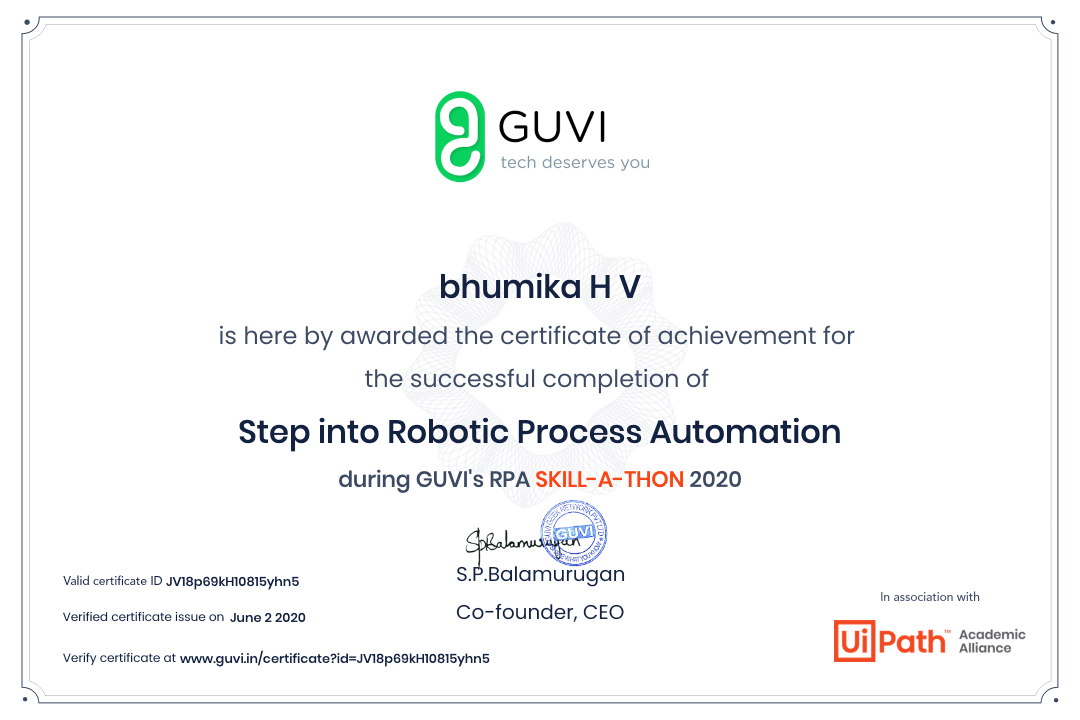 GUVI
tech deserves you
bhumika H V
is here by awarded the certificate of achievement for
the successful completion of
Step into Robotic Process Automation
during GUVI's RPA SKILL-A-THON 2020
SpBalamurugan
GUVI
S.P.Balamurugan
Co-founder, CEO
Valid certificate ID JV18p69kH10815yhn5
Verified certificate issue on June 2 2020
Verify certificate at www.guvi.in/certificate?id=JV18p69kH10815yhn5
In association with
UiPath™ Academic
Alliance